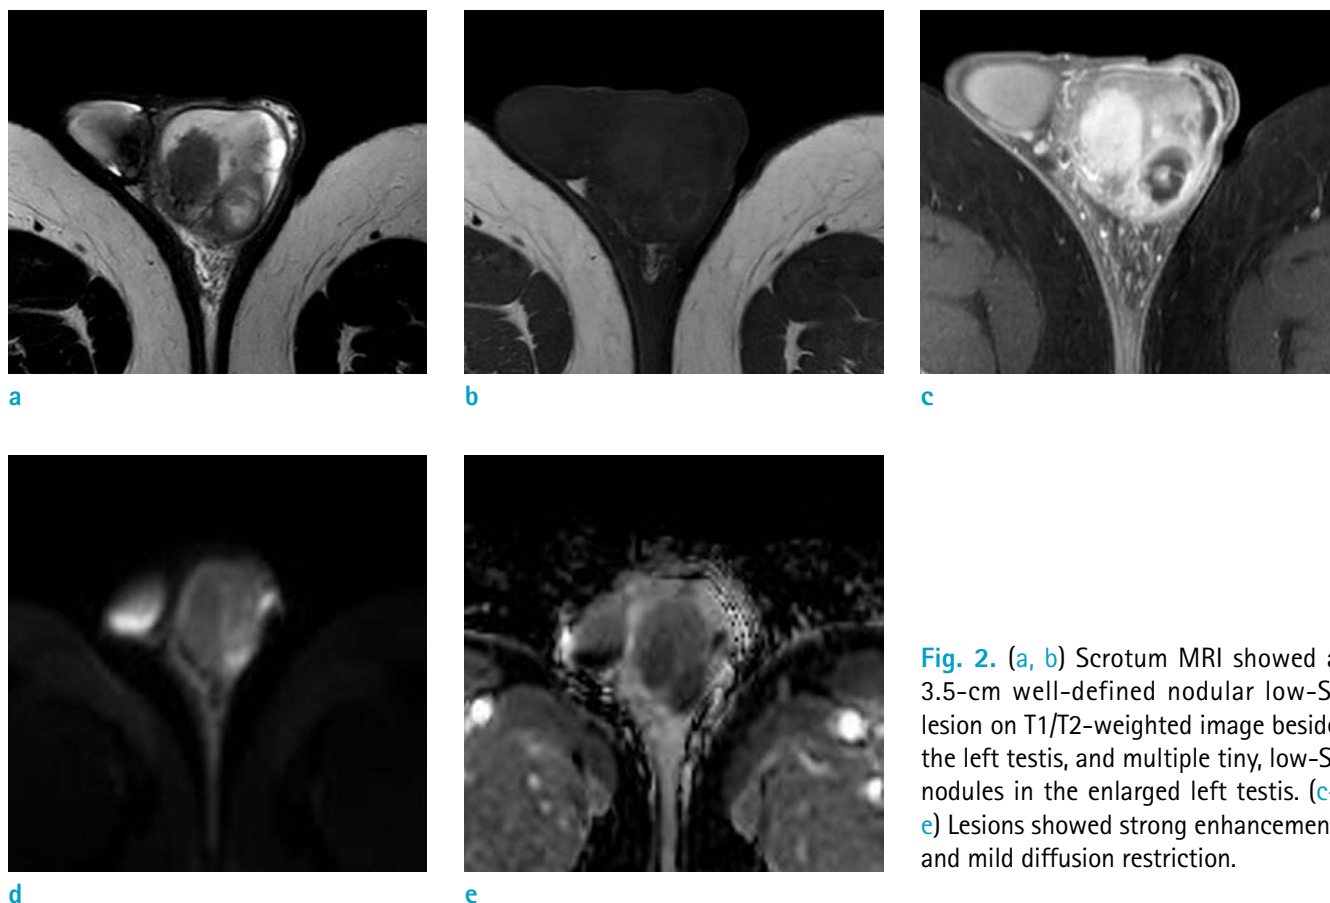 a
b
c
d
e
Fig. 2. (a, b) Scrotum MRI showed a
3.5-cm well-defined nodular low-S
lesion on T1/T2-weighted image beside
the left testis, and multiple tiny, low-S
nodules in the enlarged left testis. (c-
e) Lesions showed strong enhancemen
and mild diffusion restriction.